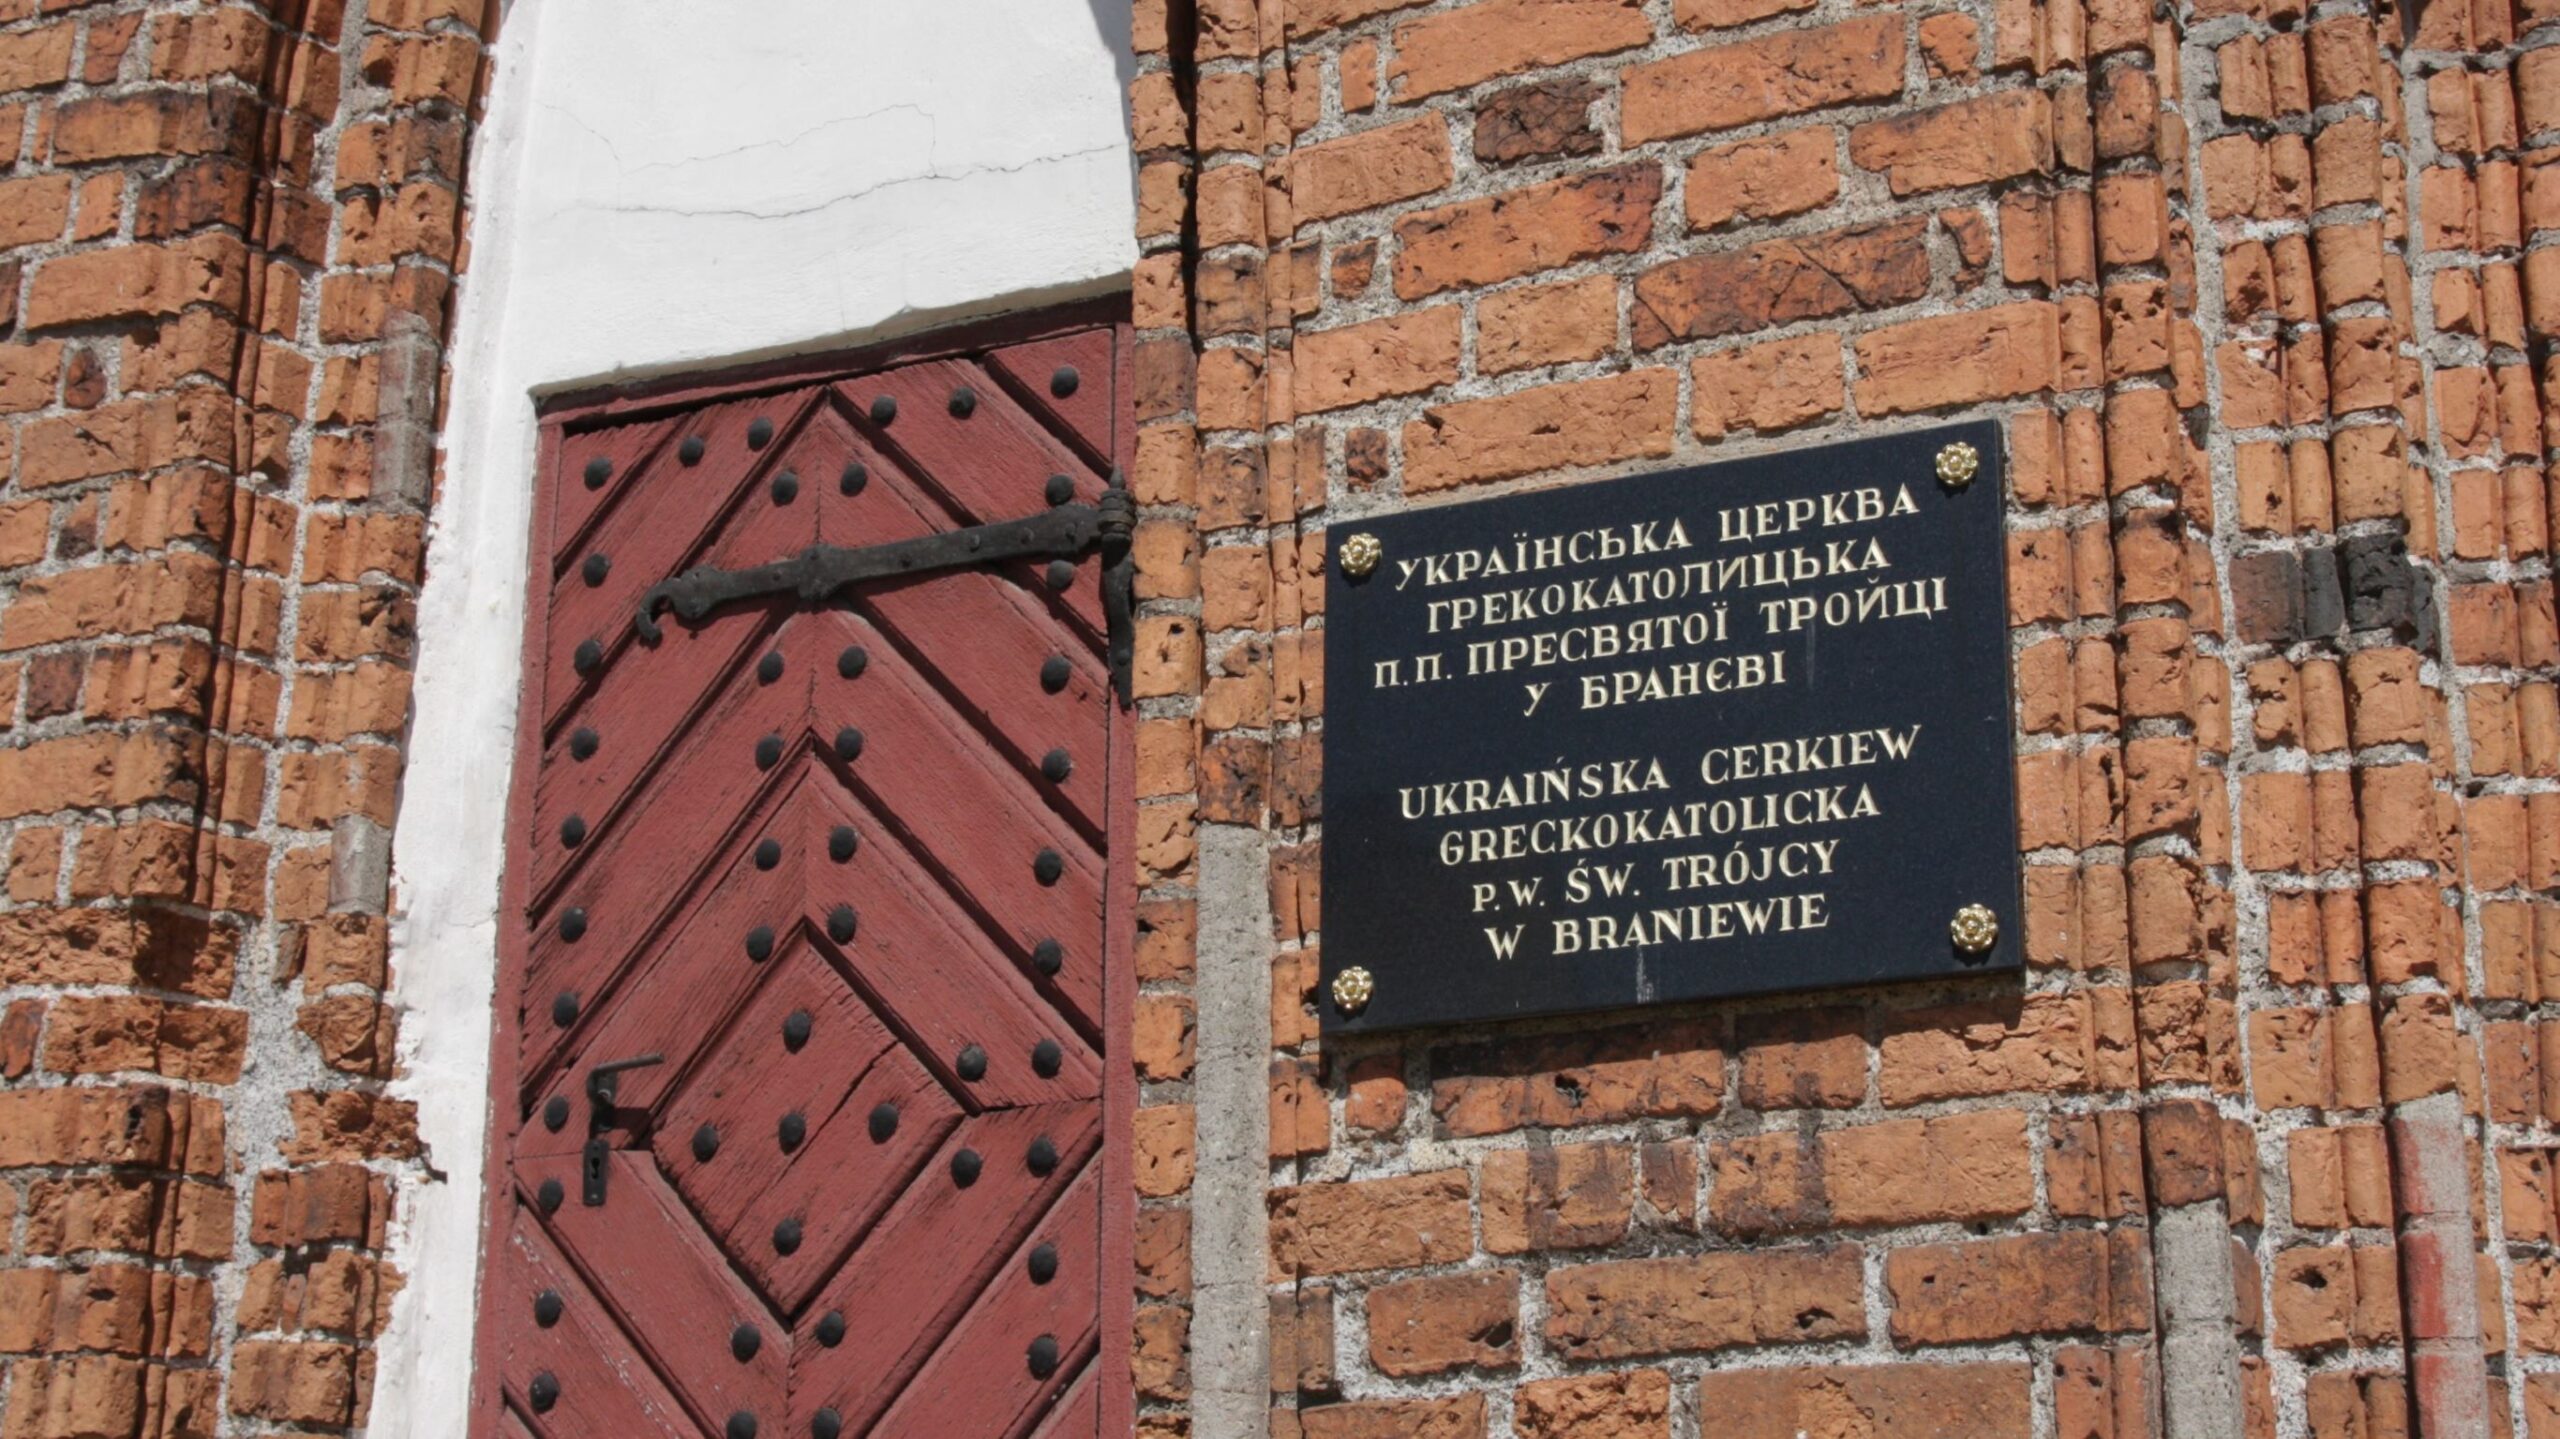 УКРАЇНСЬКА ЦЕРКВА
ГРЕКОКАТОЛИЦЬКА
П.П. ПРЕСВЯТОЇ ТРОЙЦІ
У БРАНЄВІ
UKRAIŃSKA CERKIEW
GRECKOKATOLICKA
P.W. ŚW. TRÓJCY
W BRANIEWIE